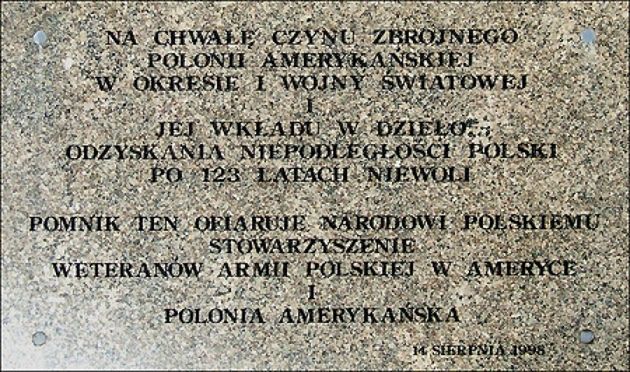 NA CHWAŁĘ CZYNU ZBROJNEGO
POLONII AMERYKAŃSKIEJ
W OKRESIE I WOJNY ŚWIATOWEJ
I
JEJ WKŁADU W DZIEŁO
ODZYSKANIA NIEPODLEGŁOŚCI POLSKI
PO 123 LATACH NIEWOLI
POMNIK TEN OFIARUJE NARODOWI POLSKIEMU
STOWARZYSZENIE
WETERANÓW ARMII POLSKIEJ W AMERYCE
I
POLONIA AMERYKAŃSKA
14 SIERPNIA 1998